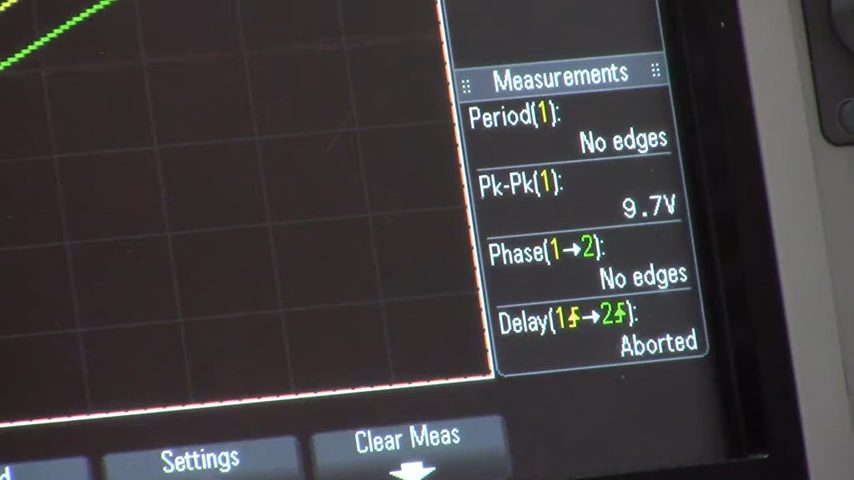 Measurements
Period(1):
No edges
Pk-Pk(1):
9.7V
Phase(1→2):
No edges
Delay(1→2):
Aborted
Settings
Clear Meas